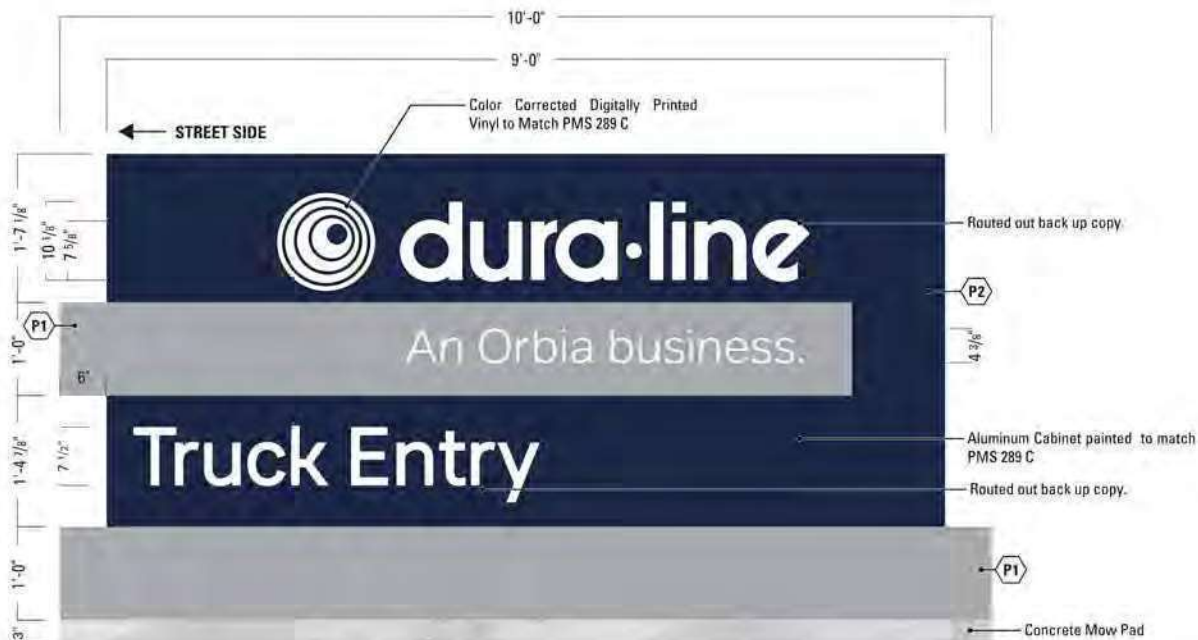 10'-0"
9'-0"
Color Corrected Digitally Printed
Vinyl to Match PMS 289 C
STREET SIDE
1'-7 1/8"
10 1/8"
7 5/8"
dura·line
Routed out back up copy.
P2
P1
An Orbia business.
4 3/8"
1'-0"
6"
Truck Entry
1'-4 7/8"
7 1/2"
Aluminum Cabinet painted to match
PMS 289 C
Routed out back up copy.
1'-0"
P1
3"
Concrete Mow Pad